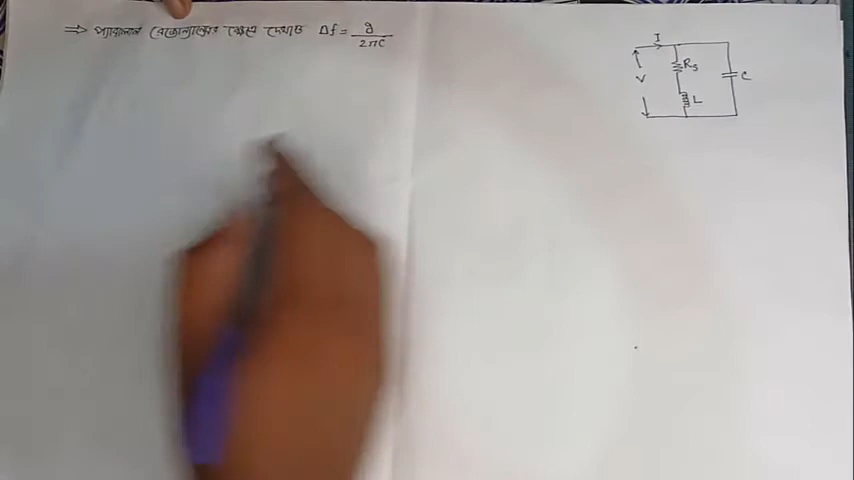 ⇒ প্যারালাল রেজোন্যান্সের ক্ষেত্রে দেখাও Δf = g / 2πC
I
V
Rs
L
C